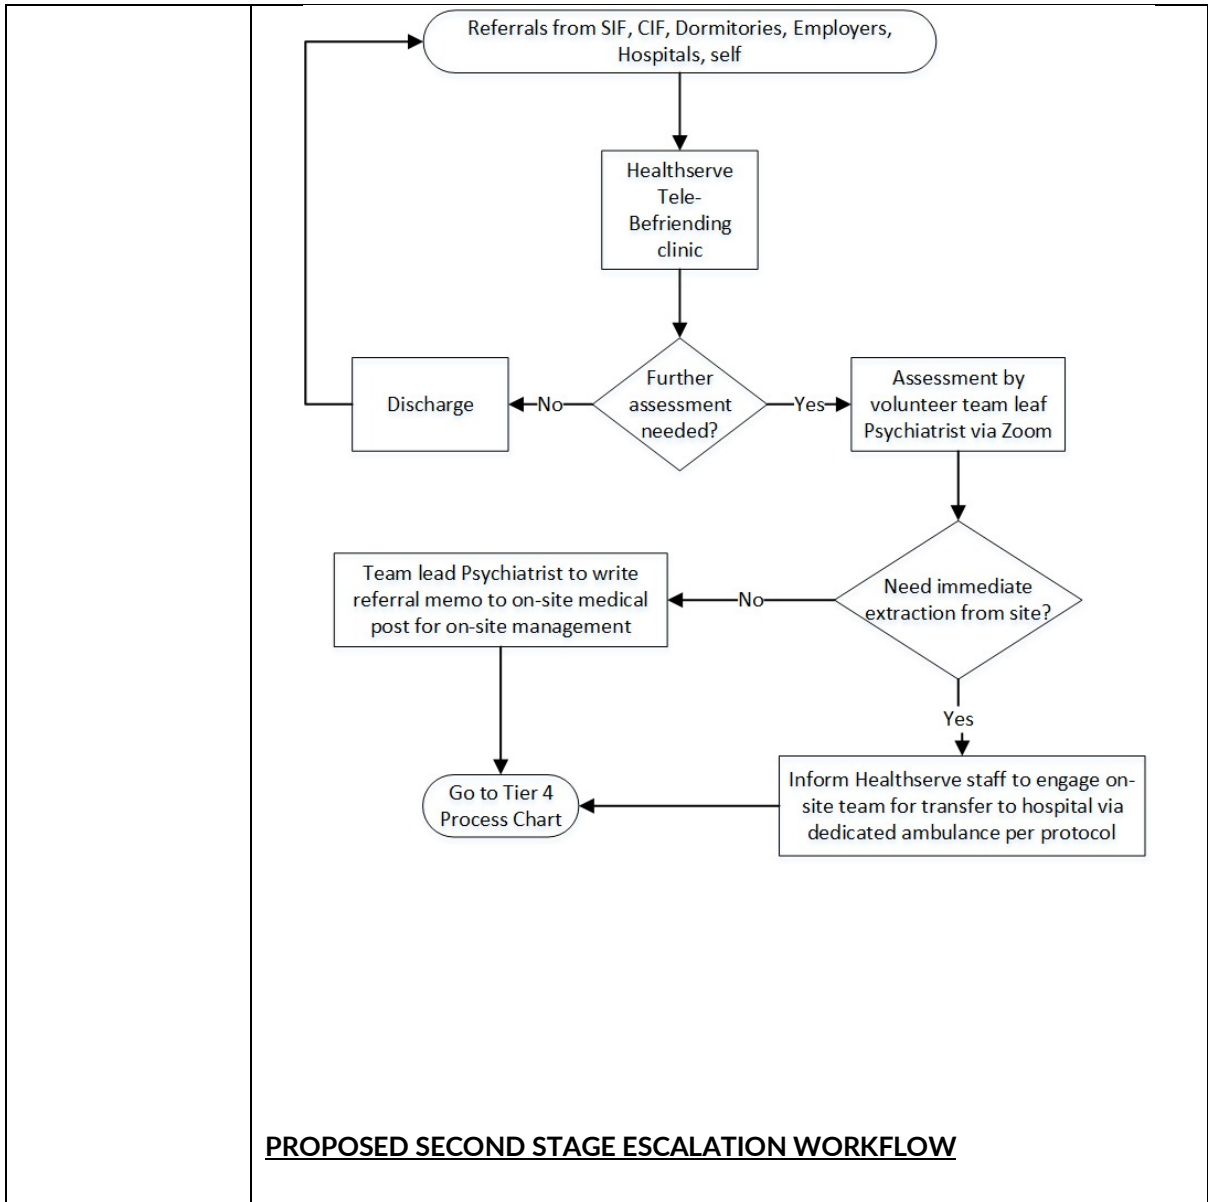 Referrals from SIF, CIF, Dormitories, Employers,
Hospitals, self
Healthserve
Tele-
Befriending
clinic
Further
assessment
needed?
No
Discharge
Yes
Assessment by
volunteer team leaf
Psychiatrist via Zoom
Need immediate
extraction from site?
No
Team lead Psychiatrist to write
referral memo to on-site medical
post for on-site management
Yes
Inform Healthserve staff to engage on-
site team for transfer to hospital via
dedicated ambulance per protocol
Go to Tier 4
Process Chart
PROPOSED SECOND STAGE ESCALATION WORKFLOW